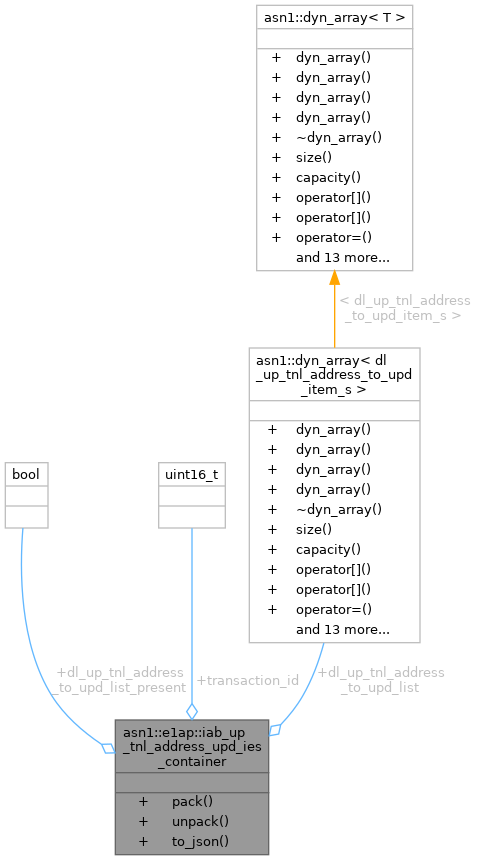 asn1::dyn_array< T >
+ dyn_array()
+ dyn_array()
+ dyn_array()
+ dyn_array()
+ ~dyn_array()
+ size()
+ capacity()
+ operator[]()
+ operator[]()
+ operator=()
and 13 more...
< dl_up_tnl_address
_to_upd_item_s >
asn1::dyn_array< dl
_up_tnl_address_to_upd
_item_s >
+ dyn_array()
+ dyn_array()
+ dyn_array()
+ dyn_array()
+ ~dyn_array()
+ size()
+ capacity()
+ operator[]()
+ operator[]()
+ operator=()
and 13 more...
bool
uint16_t
+dl_up_tnl_address
_to_upd_list_present
+transaction_id
+dl_up_tnl_address
_to_upd_list
asn1::e1ap::iab_up
_tnl_address_upd_ies
_container
+ pack()
+ unpack()
+ to_json()